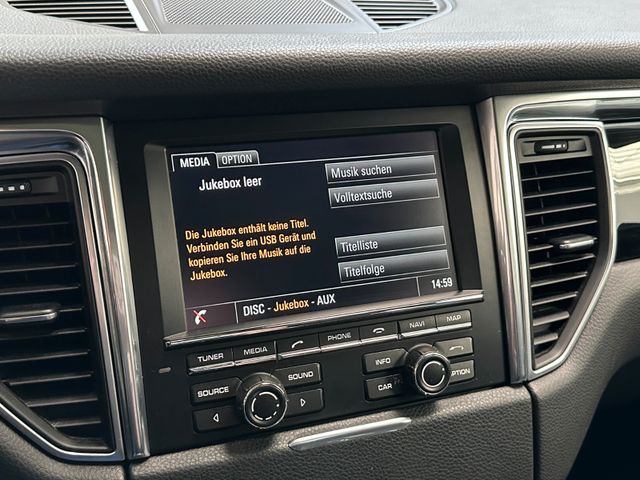 MEDIA OPTION
Jukebox leer
Musik suchen
Volltextsuche
Die Jukebox enthält keine Titel.
Verbinden Sie ein USB Gerät und
kopieren Sie Ihre Musik auf die
Jukebox.
Titelliste
Titelfolge
DISC - Jukebox - AUX
14:59
TUNER MEDIA PHONE NAVI MAP
SOURCE SOUND INFO
CAR OPTION